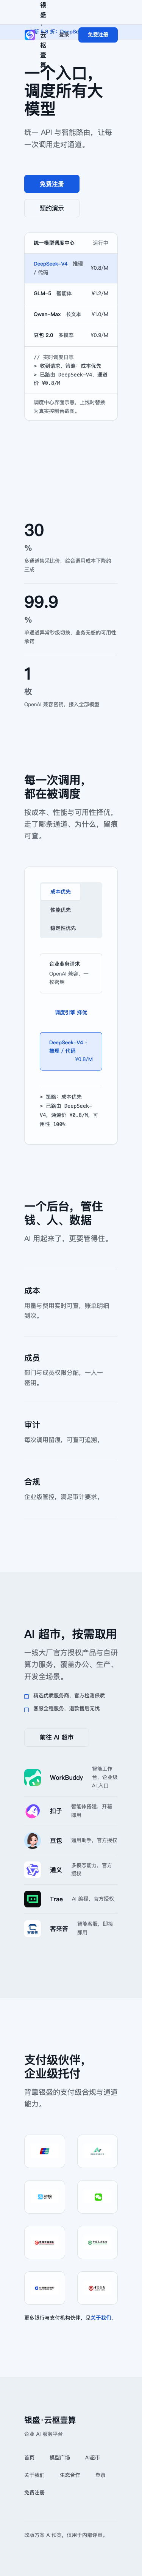 银
盛
·
云
枢
壹
算
登录
免费注册
DeepSe
一个入口，
调度所有大
模型
统一 API 与智能路由，让每
一次调用走对通道。
免费注册
预约演示
统一模型调度中心 运行中
DeepSeek-V4 推理 / 代码 ¥0.8/M
GLM-5 智能体 ¥1.2/M
Qwen-Max 长文本 ¥1.0/M
豆包 2.0 多模态 ¥0.9/M
// 实时调度日志
> 收到请求，策略：成本优先
> 已路由 DeepSeek-V4，通道
价 ¥0.8/M
调度中心界面示意，上线时替换
为真实控制台截图。
30
%
多通道集采比价，综合调用成本下降约
三成
99.9
%
单通道异常秒级切换，业务无感的可用性
承诺
1
枚
OpenAI 兼容密钥，接入全部模型
每一次调用，
都在被调度
按成本、性能与可用性择优，
走了哪条通道、为什么，留痕
可查。
成本优先
性能优先
稳定性优先
企业业务请求
OpenAI 兼容，一
枚密钥
调度引擎 择优
DeepSeek-V4 ·
推理 / 代码
¥0.8/M
> 策略：成本优先
> 已路由 DeepSeek-
V4，通道价 ¥0.8/M，可
用性 100%
一个后台，管住
钱、人、数据
AI 用起来了，更要管得住。
成本
用量与费用实时可查，账单明细
到次。
成员
部门与成员权限分配，一人一
密钥。
审计
每次调用留痕，可查可追溯。
合规
企业级管控，满足审计要求。
AI 超市，按需取用
一线大厂官方授权产品与自研
算力服务，覆盖办公、生产、
开发全场景。
精选优质服务商，官方检测保质
客服全程服务，退款售后无忧
前往 AI 超市
WorkBuddy 智能工作
台，企业级
AI 入口
扣子 智能体搭建，开箱
即用
豆包 通用助手，官方授权
通义 多模态能力，官方
授权
Trae AI 编程，官方授权
客来答 智能客服，即接
即用
支付级伙伴，
企业级托付
背靠银盛的支付级合规与通道
能力。
更多银行与支付机构伙伴，见关于我们。
银盛·云枢壹算
企业 AI 服务平台
首页 模型广场 AI超市
关于我们 生态合作 登录
免费注册
改版方案 A 预览，仅用于内部评审。